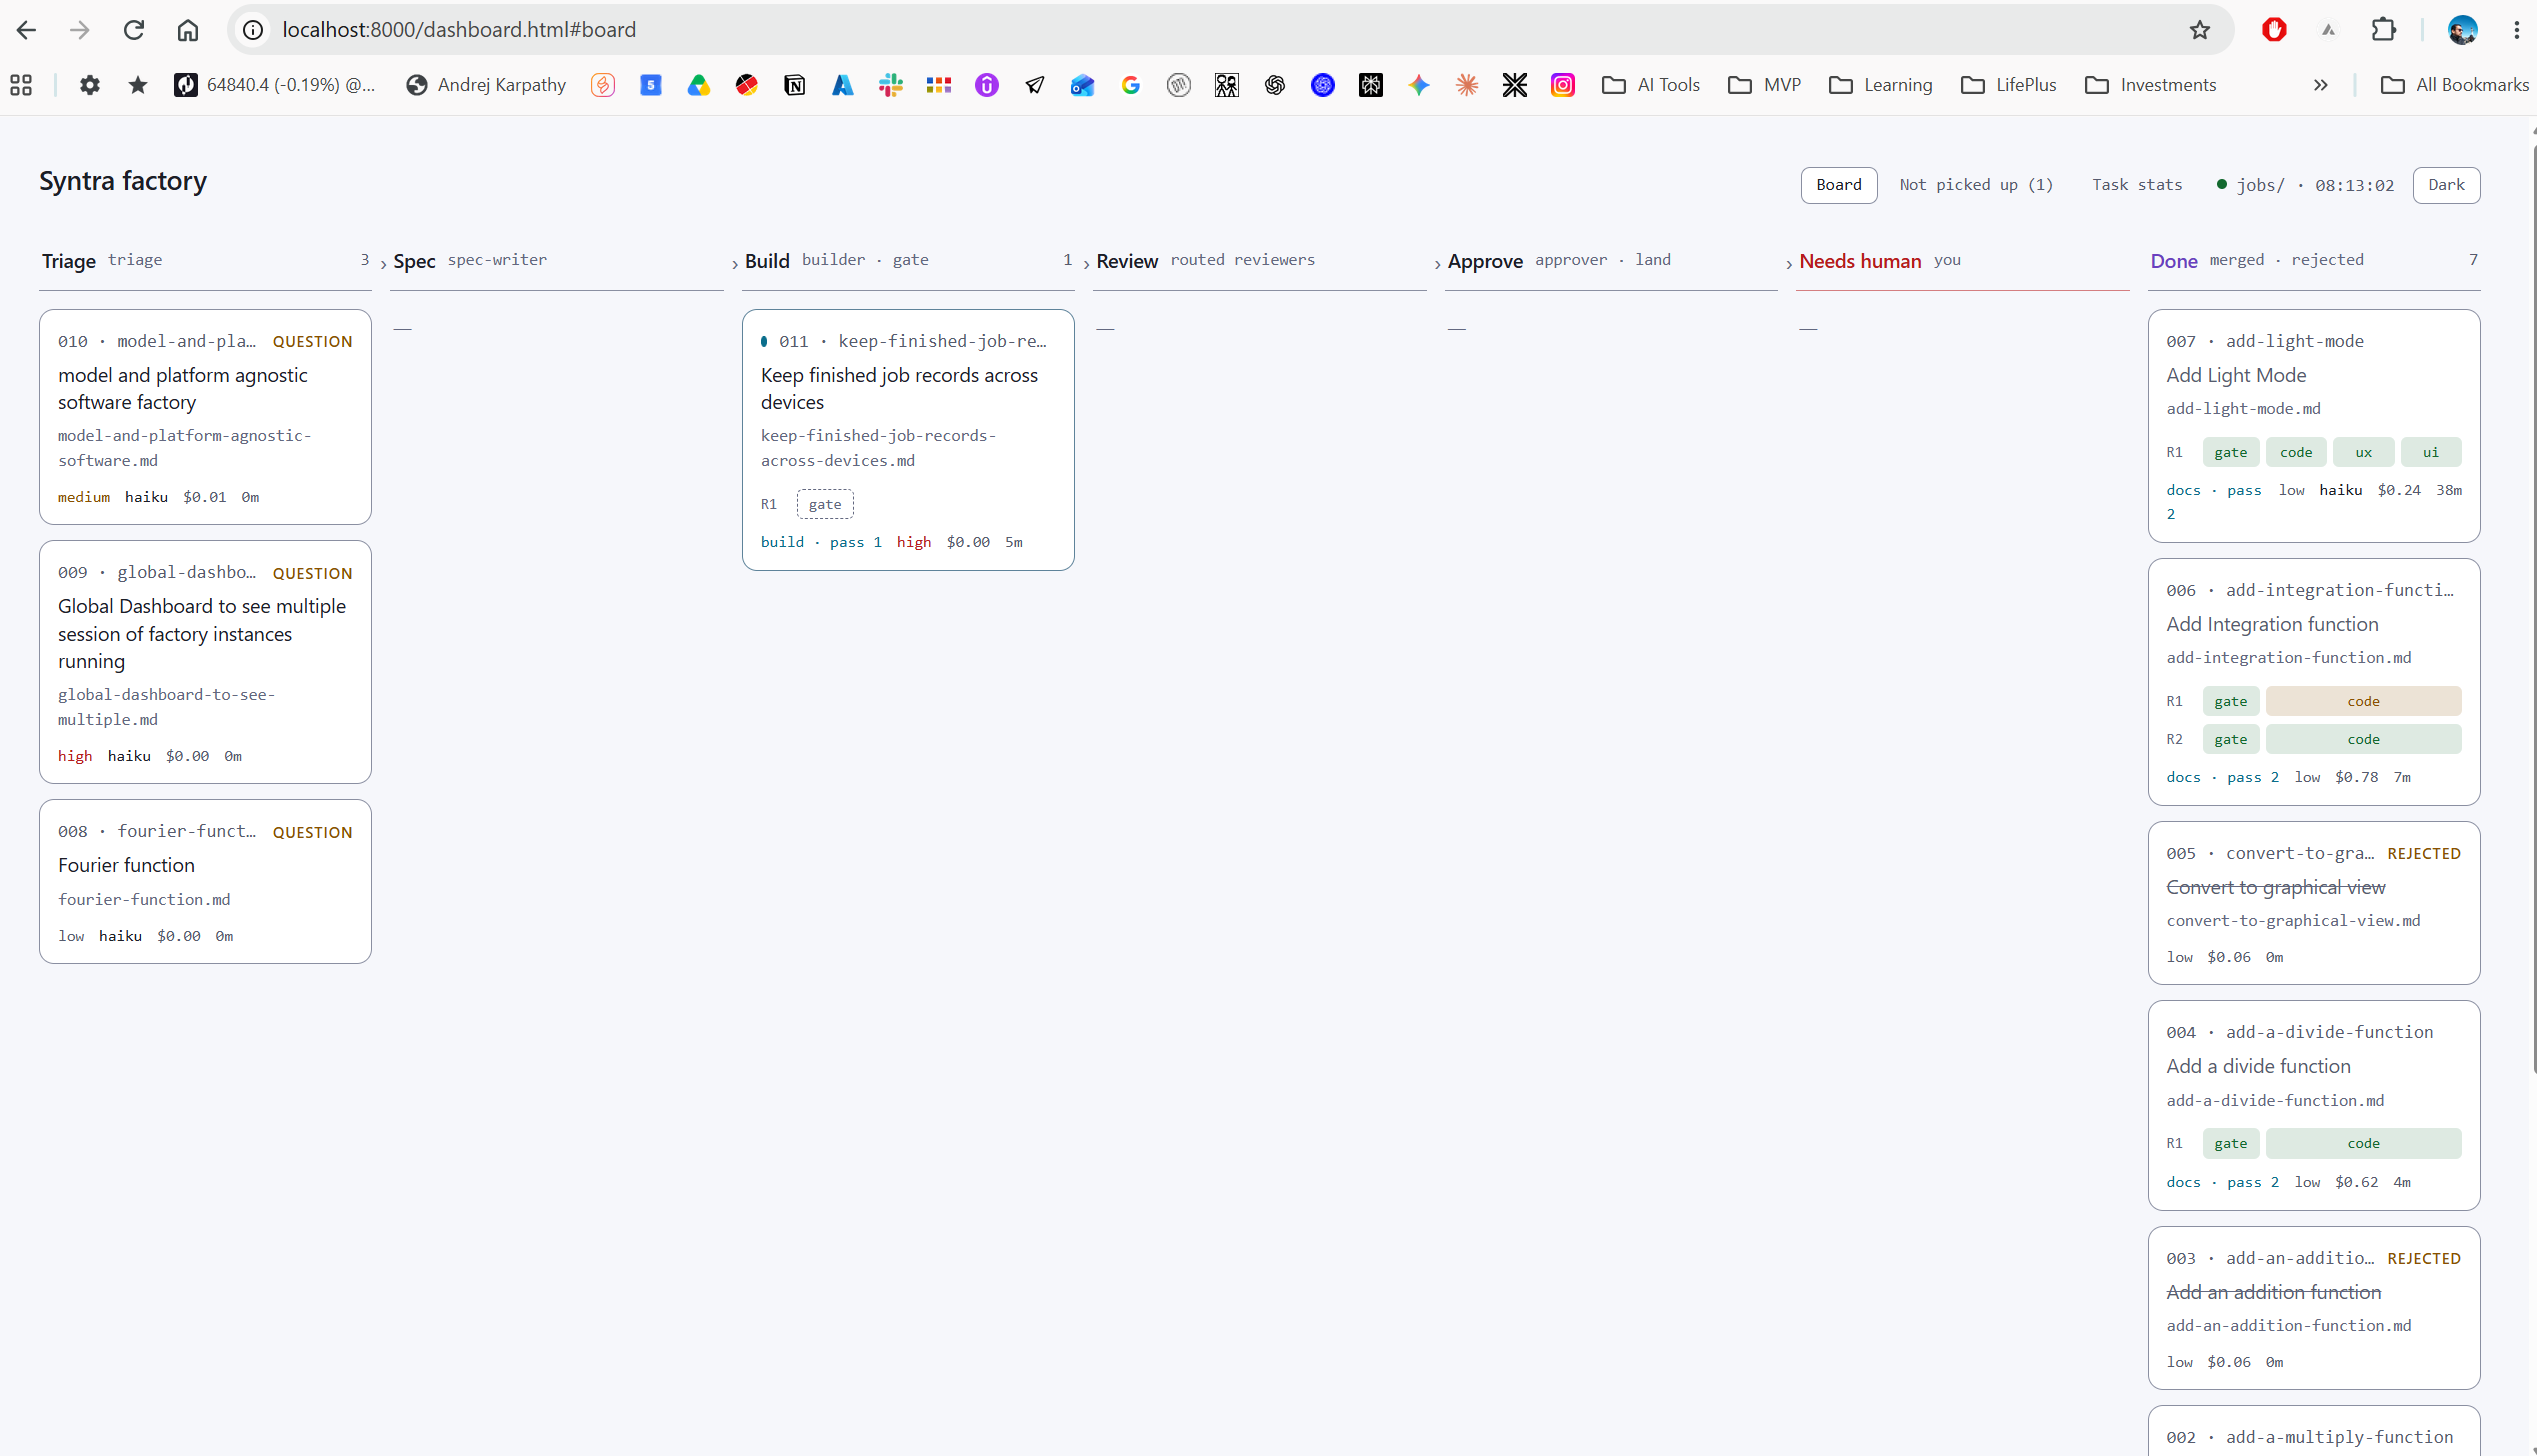 localhost:8000/dashboard.html#board
64840.4 (-0.19%) @...
Andrej Karpathy
AI Tools
MVP
Learning
LifePlus
Investments
All Bookmarks
Syntra factory
Board
Not picked up (1)
Task stats
jobs/ · 08:13:02
Dark
Triage triage 3
› Spec spec-writer
› Build builder · gate 1
› Review routed reviewers
› Approve approver · land
› Needs human you
Done merged · rejected 7
010 · model-and-pla… QUESTION
model and platform agnostic
software factory
model-and-platform-agnostic-
software.md
medium haiku $0.01 0m
009 · global-dashbo… QUESTION
Global Dashboard to see multiple
session of factory instances
running
global-dashboard-to-see-
multiple.md
high haiku $0.00 0m
008 · fourier-funct… QUESTION
Fourier function
fourier-function.md
low haiku $0.00 0m
—
011 · keep-finished-job-re…
Keep finished job records across
devices
keep-finished-job-records-
across-devices.md
R1 gate
build · pass 1 high $0.00 5m
—
—
—
007 · add-light-mode
Add Light Mode
add-light-mode.md
R1 gate code ux ui
docs · pass low haiku $0.24 38m
2
006 · add-integration-functi…
Add Integration function
add-integration-function.md
R1 gate code
R2 gate code
docs · pass 2 low $0.78 7m
005 · convert-to-gra… REJECTED
Convert to graphical view
convert-to-graphical-view.md
low $0.06 0m
004 · add-a-divide-function
Add a divide function
add-a-divide-function.md
R1 gate code
docs · pass 2 low $0.62 4m
003 · add-an-additio… REJECTED
Add an addition function
add-an-addition-function.md
low $0.06 0m
002 · add-a-multiply-function